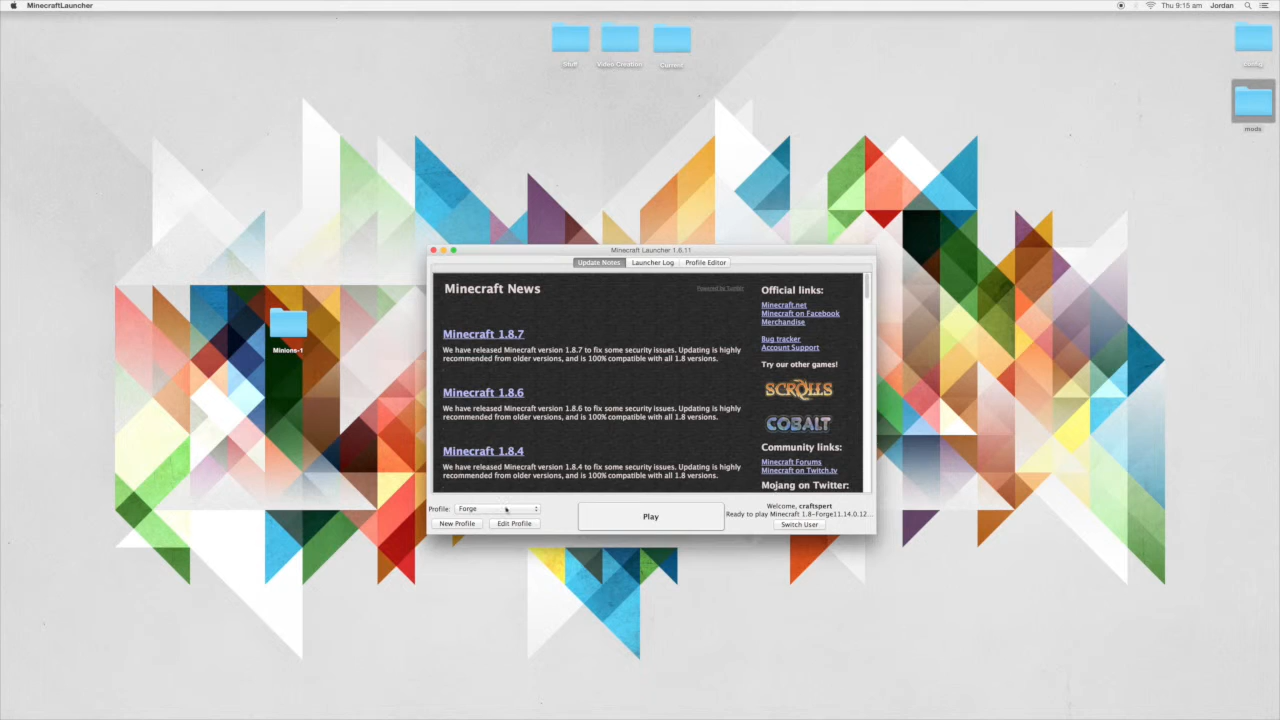 MinecraftLauncher
Thu 9:15 am
Jordan
Stuff
Video Creation
Current
mods
Minions-1
Minecraft Launcher 1.6.11
Update Notes
Launcher Log
Profile Editor
Minecraft News
Powered by Tumblr
Minecraft 1.8.7
We have released Minecraft version 1.8.7 to fix some security issues. Updating is highly
recommended from older versions, and is 100% compatible with all 1.8 versions.
Minecraft 1.8.6
We have released Minecraft version 1.8.6 to fix some security issues. Updating is highly
recommended from older versions, and is 100% compatible with all 1.8 versions.
Minecraft 1.8.4
We have released Minecraft version 1.8.4 to fix some security issues. Updating is highly
recommended from older versions, and is 100% compatible with all 1.8 versions.
Official links:
Minecraft.net
Minecraft on Facebook
Merchandise
Bug tracker
Account Support
Try our other games!
SCROLLS
COBALT
Community links:
Minecraft Forums
Minecraft on Twitch.tv
Mojang on Twitter:
Profile: Forge
New Profile
Edit Profile
Play
Welcome, craftspert
Ready to play Minecraft 1.8-Forge11.14.0.12...
Switch User